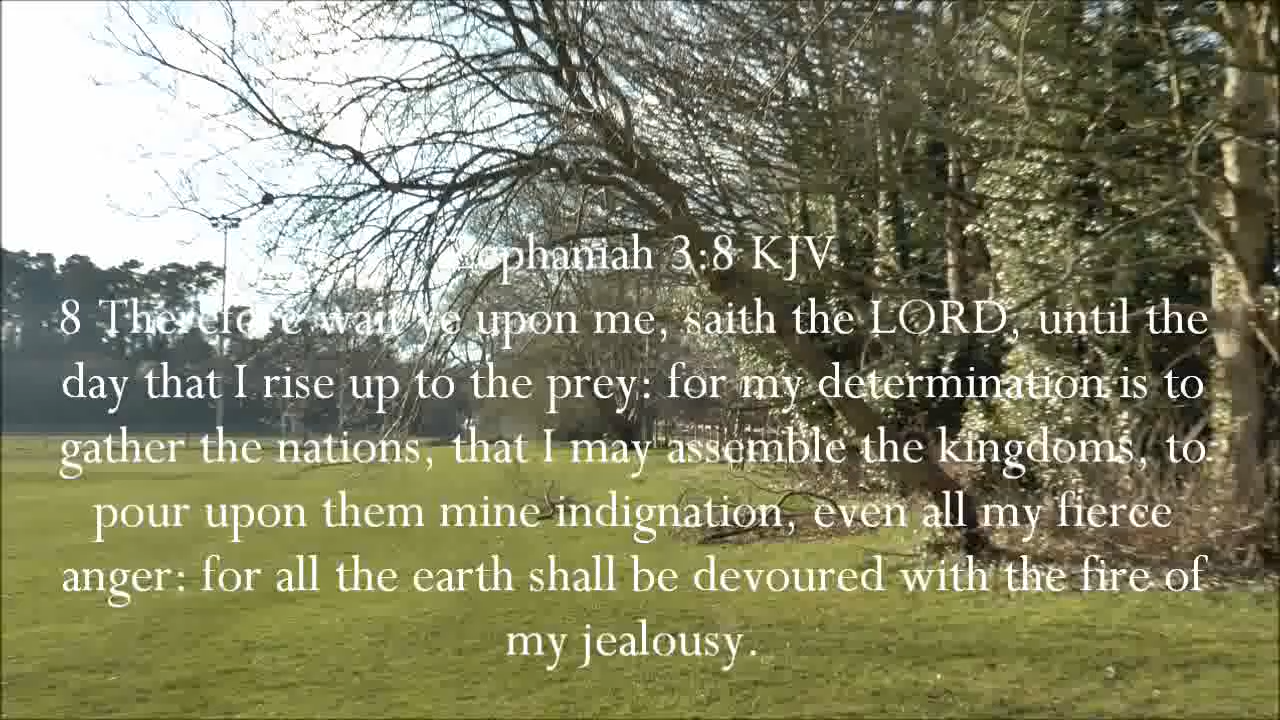 Zephaniah 3:8 KJV
8 Therefore wait ye upon me, saith the LORD, until the
day that I rise up to the prey: for my determination is to
gather the nations, that I may assemble the kingdoms, to
pour upon them mine indignation, even all my fierce
anger: for all the earth shall be devoured with the fire of
my jealousy.